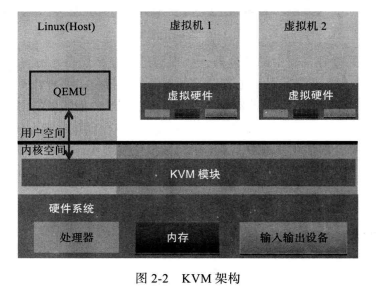 Linux(Host)
虚拟机 1
虚拟机 2
QEMU
虚拟硬件
虚拟硬件
用户空间
内核空间
KVM 模块
硬件系统
处理器
内存
输入输出设备
图 2-2 KVM 架构